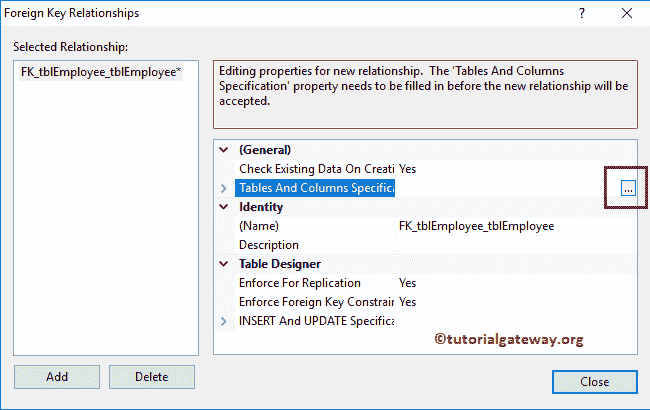 Foreign Key Relationships
? 
Selected Relationship:
FK_tblEmployee_tblEmployee*
Editing properties for new relationship.  The 'Tables And Columns
Specification' property needs to be filled in before the new relationship will be
accepted.
(General)
Check Existing Data On Creati Yes
Tables And Columns Specifica ...
Identity
(Name) FK_tblEmployee_tblEmployee
Description
Table Designer
Enforce For Replication Yes
Enforce Foreign Key Constrain Yes
INSERT And UPDATE Specifica
©tutorialgateway.org
Add Delete
Close